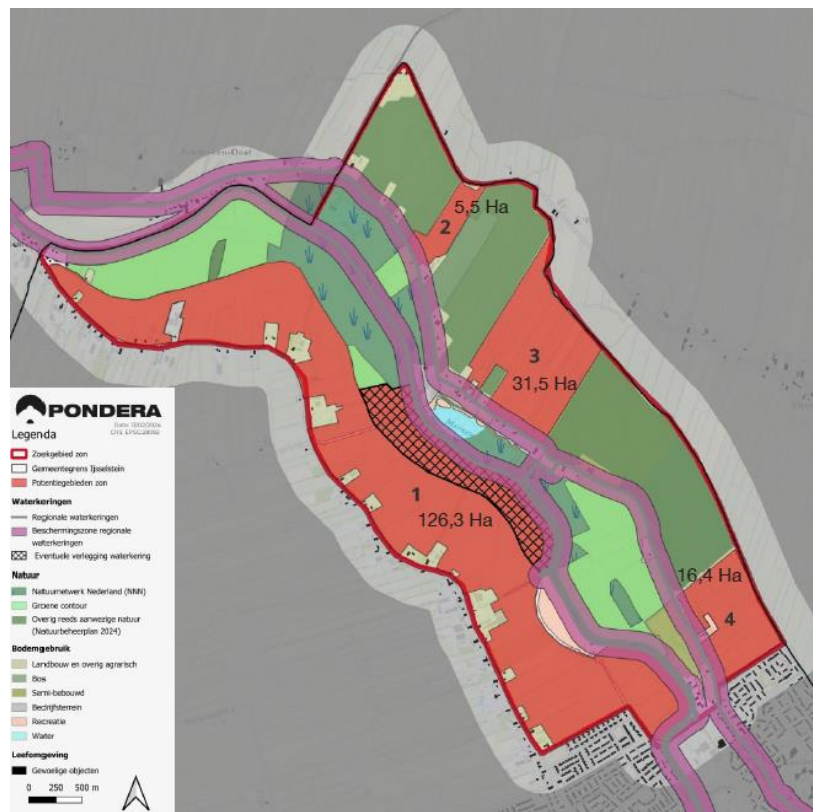 5,5 Ha
2
3
31,5 Ha
1
126,3 Ha
16,4 Ha
4
PONDERA
Legenda
Zoekgebied zon
Gemeentegrens Ijsselstein
Potentiegebieden zon
Waterkeringen
Regionale waterkeringen
Beschermingszone regionale
waterkeringen
Eventuele verlegging waterkering
Natuur
Natuurnetwerk Nederland (NNN)
Groene contour
Overig reeds aanwezige natuur
(Natuurbeheerplan 2024)
Bodemgebruik
Landbouw en overig agrarisch
Bos
Semi-bebouwd
Bedrijfsterrein
Recreatie
Water
Leefomgeving
Gevoelige objecten
0 250 500 m